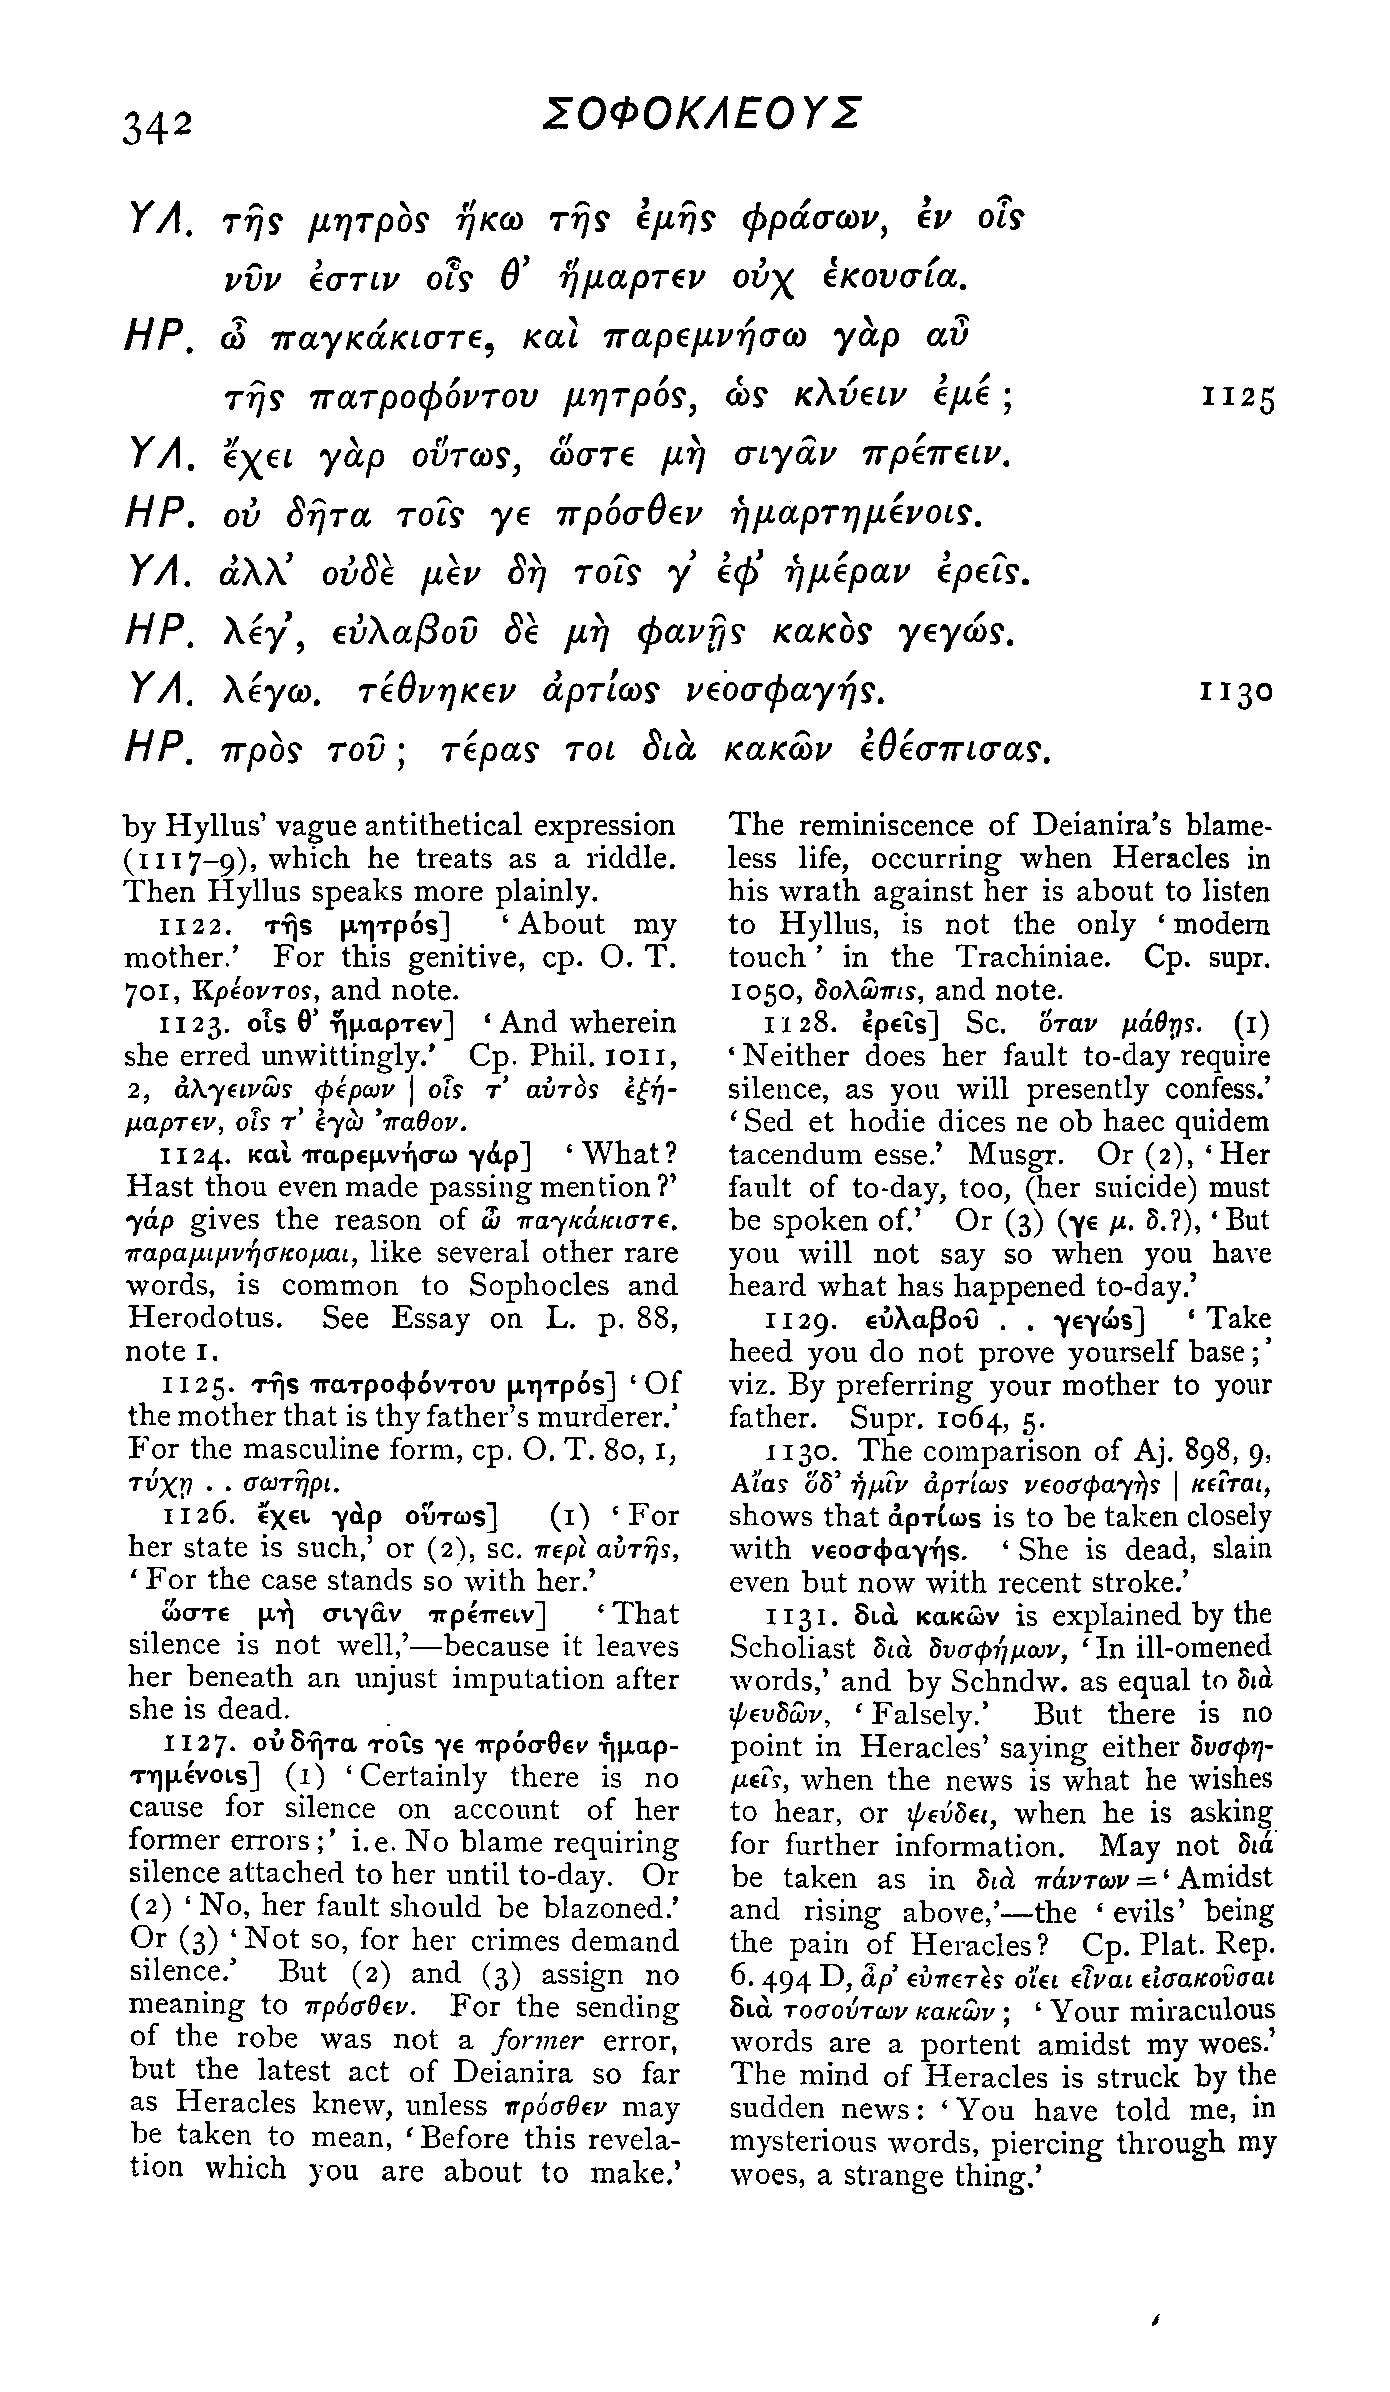 342
ΣΟΦΟΚΛΕΟΥΣ
ΥΛ. τῆς μητρὸς ἥκω τῆς ἐμῆς φράσων, ἐν οἷς
νῦν ἐστιν οἷς θ’ ἥμαρτεν οὐχ ἑκουσία.
ΗΡ. ὦ παγκάκιστε, καὶ παρεμνήσω γὰρ αὖ
τῆς πατροφόντου μητρός, ὡς κλύειν ἐμέ ; 1125
ΥΛ. ἔχει γὰρ οὕτως, ὥστε μὴ σιγᾶν πρέπειν.
ΗΡ. οὐ δῆτα τοῖς γε πρόσθεν ἡμαρτημένοις.
ΥΛ. ἀλλ’ οὐδὲ μὲν δὴ τοῖς γ’ ἐφ’ ἡμέραν ἐρεῖς.
ΗΡ. λέγ’, εὐλαβοῦ δὲ μὴ φανῇς κακὸς γεγώς.
ΥΛ. λέγω. τέθνηκεν ἀρτίως νεοσφαγής. 1130
ΗΡ. πρὸς τοῦ ; τέρας τοι διὰ κακῶν ἐθέσπισας.
by Hyllus’ vague antithetical expression
(1117–9), which he treats as a riddle.
Then Hyllus speaks more plainly.
1122. τῆς μητρός] ‘About my
mother.’ For this genitive, cp. O. T.
701, Κρέοντος, and note.
1123. οἷς θ’ ἥμαρτεν] ‘And wherein
she erred unwittingly.’ Cp. Phil. 1011,
2, ἀλγεινῶς φέρων | οἷς τ’ αὐτὸς ἐξή-
μαρτεν, οἷς τ’ ἐγὼ ’παθον.
1124. καὶ παρεμνήσω γάρ] ‘What?
Hast thou even made passing mention?’
γάρ gives the reason of ὦ παγκάκιστε.
παραμιμνήσκομαι, like several other rare
words, is common to Sophocles and
Herodotus. See Essay on L. p. 88,
note 1.
1125. τῆς πατροφόντου μητρός] ‘Of
the mother that is thy father’s murderer.’
For the masculine form, cp. O. T. 80, 1,
τύχῃ . . σωτῆρι.
1126. ἔχει γὰρ οὕτως] (1) ‘For
her state is such,’ or (2), sc. περὶ αὐτῆς,
‘For the case stands so with her.’
ὥστε μὴ σιγᾶν πρέπειν] ‘That
silence is not well,’—because it leaves
her beneath an unjust imputation after
she is dead.
1127. οὐ δῆτα τοῖς γε πρόσθεν ἡμαρ-
τημένοις] (1) ‘Certainly there is no
cause for silence on account of her
former errors;’ i.e. No blame requiring
silence attached to her until to-day. Or
(2) ‘No, her fault should be blazoned.’
Or (3) ‘Not so, for her crimes demand
silence.’ But (2) and (3) assign no
meaning to πρόσθεν. For the sending
of the robe was not a former error,
but the latest act of Deianira so far
as Heracles knew, unless πρόσθεν may
be taken to mean, ‘Before this revela-
tion which you are about to make.’
The reminiscence of Deianira’s blame-
less life, occurring when Heracles in
his wrath against her is about to listen
to Hyllus, is not the only ‘modern
touch’ in the Trachiniae. Cp. supr.
1050, δολῶπις, and note.
1128. ἐρεῖς] Sc. ὅταν μάθῃς. (1)
‘Neither does her fault to-day require
silence, as you will presently confess.’
‘Sed et hodie dices ne ob haec quidem
tacendum esse.’ Musgr. Or (2), ‘Her
fault of to-day, too, (her suicide) must
be spoken of.’ Or (3) (γε μ. δ.?), ‘But
you will not say so when you have
heard what has happened to-day.’
1129. εὐλαβοῦ . . γεγώς] ‘Take
heed you do not prove yourself base;’
viz. By preferring your mother to your
father. Supr. 1064, 5.
1130. The comparison of Aj. 898, 9,
Αἴας ὅδ’ ἡμῖν ἀρτίως νεοσφαγὴς | κεῖται,
shows that ἀρτίως is to be taken closely
with νεοσφαγής. ‘She is dead, slain
even but now with recent stroke.’
1131. διὰ κακῶν is explained by the
Scholiast διὰ δυσφήμων, ‘In ill-omened
words,’ and by Schndw. as equal to διὰ
ψευδῶν, ‘Falsely.’ But there is no
point in Heracles’ saying either δυσφη-
μεῖς, when the news is what he wishes
to hear, or ψεύδει, when he is asking
for further information. May not διά
be taken as in διὰ πάντων=‘Amidst
and rising above,’—the ‘evils’ being
the pain of Heracles? Cp. Plat. Rep.
6. 494 D, ἆρ’ εὐπετὲς οἴει εἶναι εἰσακοῦσαι
διὰ τοσούτων κακῶν ; ‘Your miraculous
words are a portent amidst my woes.’
The mind of Heracles is struck by the
sudden news: ‘You have told me, in
mysterious words, piercing through my
woes, a strange thing.’